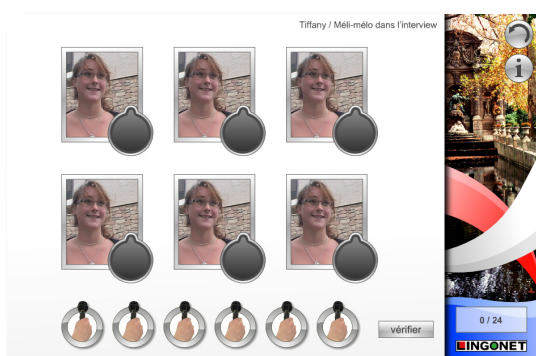 Tiffany / Méli-mélo dans l'interview
i
vérifier
0 / 24
LINGONET